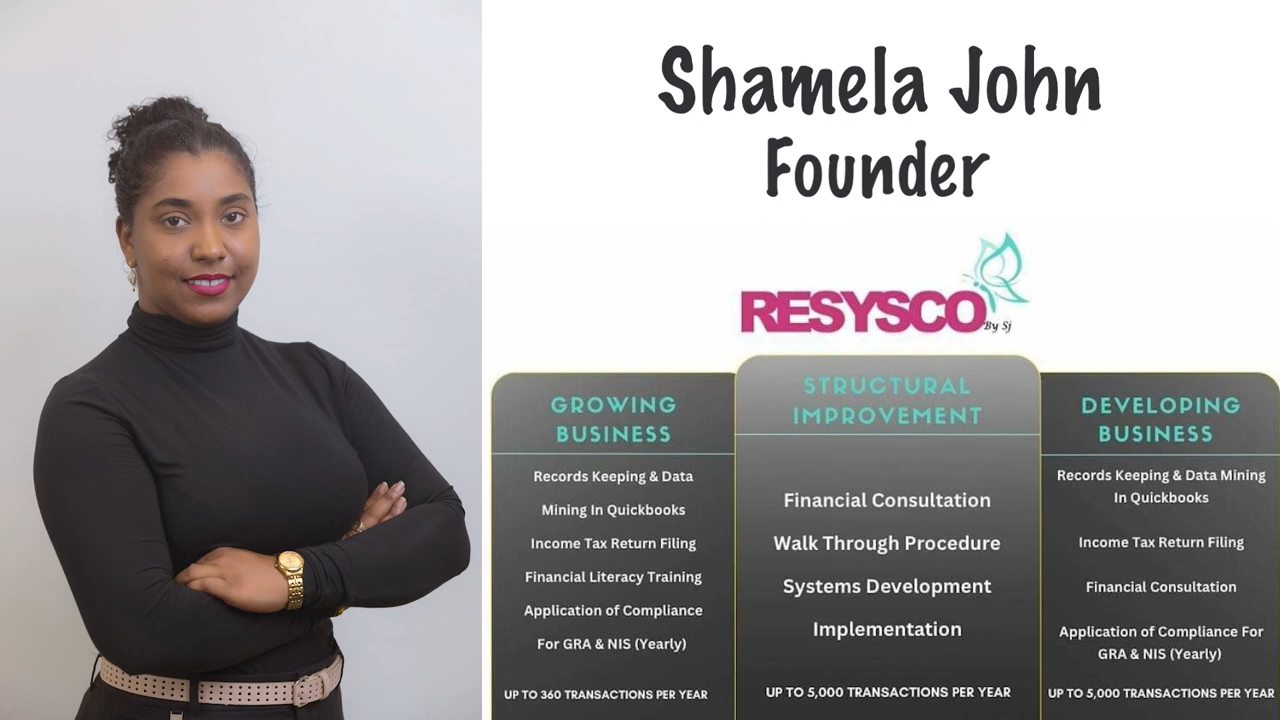 Shamela John
Founder
RESYSCO
By Sj
GROWING
BUSINESS
Records Keeping & Data
Mining In Quickbooks
Income Tax Return Filing
Financial Literacy Training
Application of Compliance
For GRA & NIS (Yearly)
UP TO 360 TRANSACTIONS PER YEAR
STRUCTURAL
IMPROVEMENT
Financial Consultation
Walk Through Procedure
Systems Development
Implementation
UP TO 5,000 TRANSACTIONS PER YEAR
DEVELOPING
BUSINESS
Records Keeping & Data Mining
In Quickbooks
Income Tax Return Filing
Financial Consultation
Application of Compliance For
GRA & NIS (Yearly)
UP TO 5,000 TRANSACTIONS PER YEAR